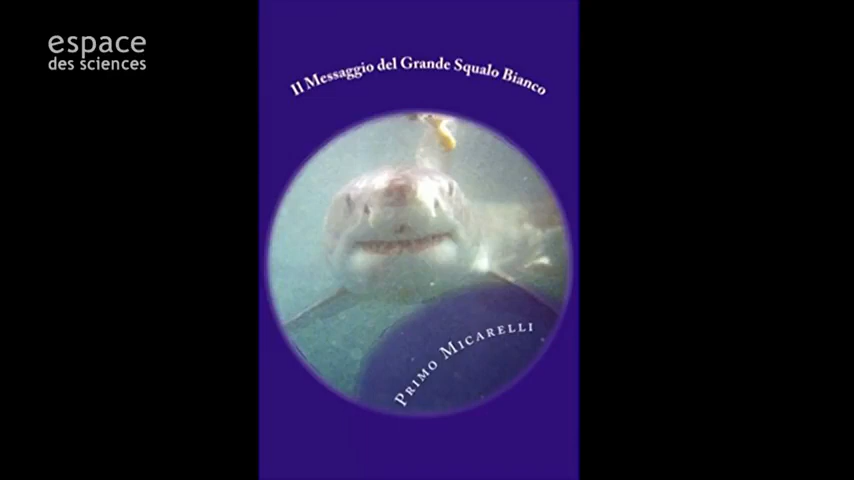 espace
des sciences
Il Messaggio del Grande Squalo Bianco
Primo Micarelli